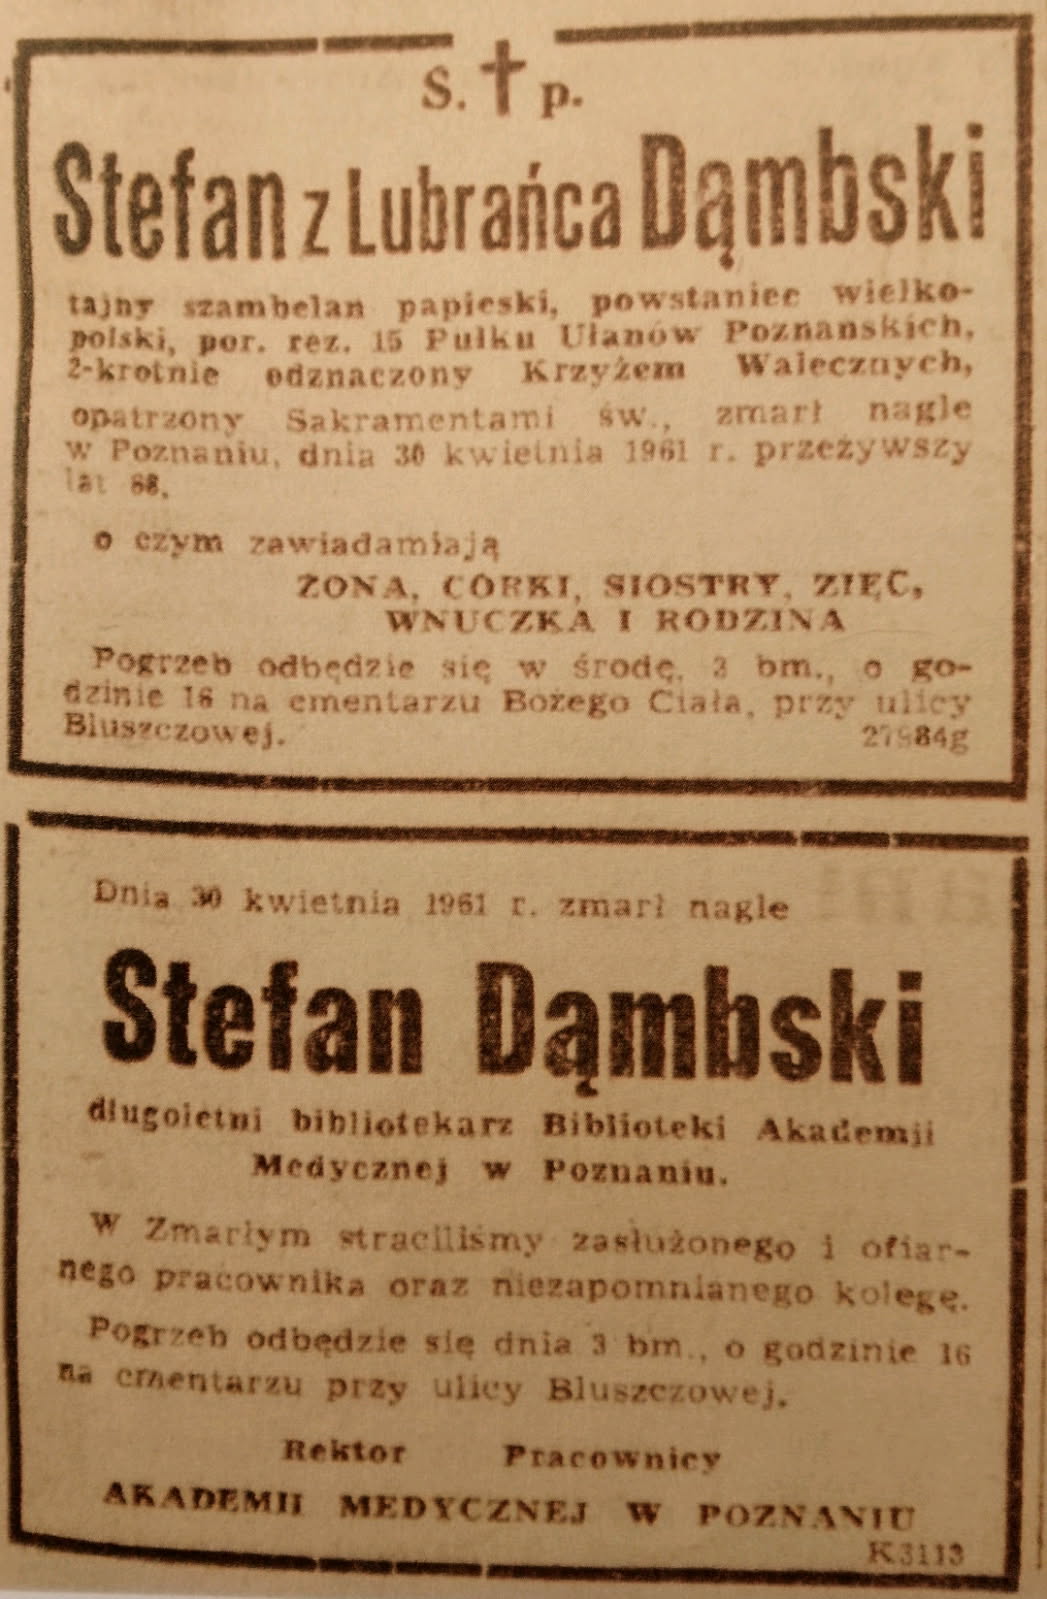 Ś. † p.
Stefan z Lubrańca Dąmbski
tajny szambelan papieski, powstaniec wielko-
polski, por. rez. 15 Pułku Ułanów Poznańskich,
2-krotnie odznaczony Krzyżem Walecznych,
opatrzony Sakramentami św., zmarł nagle
w Poznaniu, dnia 30 kwietnia 1961 r. przeżywszy
lat 68,
o czym zawiadamiają
ŻONA, CÓRKI, SIOSTRY, ZIĘĆ,
WNUCZKA I RODZINA
Pogrzeb odbędzie się w środę, 3 bm., o go-
dzinie 16 na cmentarzu Bożego Ciała, przy ulicy
Bluszczowej.
27984g
Dnia 30 kwietnia 1961 r. zmarł nagle
Stefan Dąmbski
długoletni bibliotekarz Biblioteki Akademii
Medycznej w Poznaniu.
W Zmarłym straciliśmy zasłużonego i ofiar-
nego pracownika oraz niezapomnianego kolegę.
Pogrzeb odbędzie się dnia 3 bm., o godzinie 16
na cmentarzu przy ulicy Bluszczowej.
Rektor Pracownicy
AKADEMII MEDYCZNEJ W POZNANIU
K3113